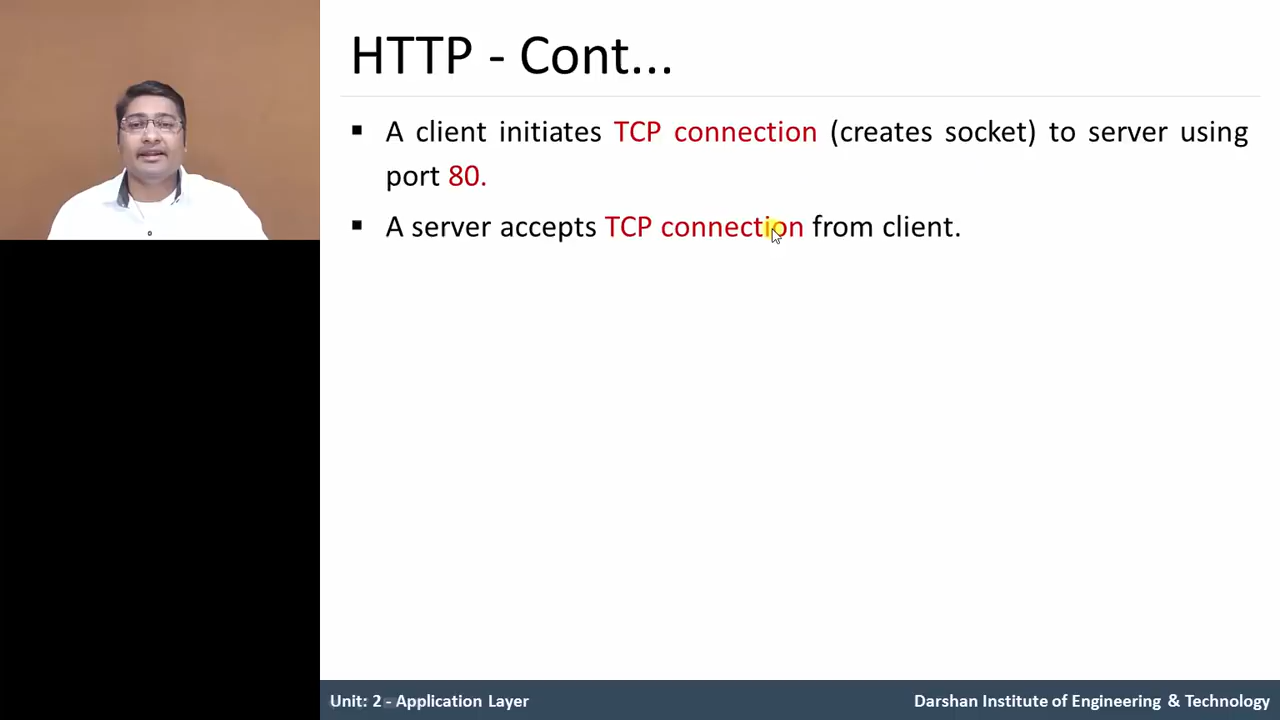 HTTP - Cont...
▪ A client initiates TCP connection (creates socket) to server using
port 80.
▪ A server accepts TCP connection from client.
Unit: 2 - Application Layer
Darshan Institute of Engineering & Technology